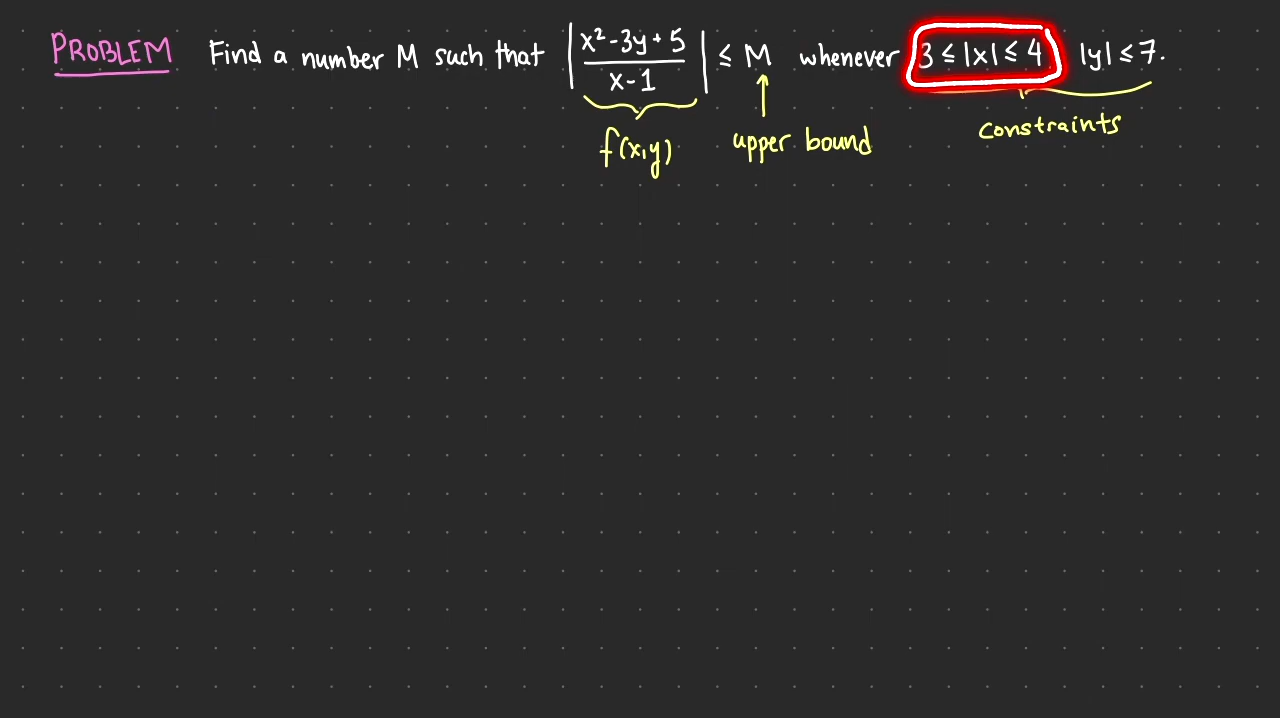 PROBLEM Find a number M such that |x² - 3y + 5 / x - 1| ≤ M whenever 3 ≤ |x| ≤ 4 |y| ≤ 7.
f(x,y) upper bound constraints